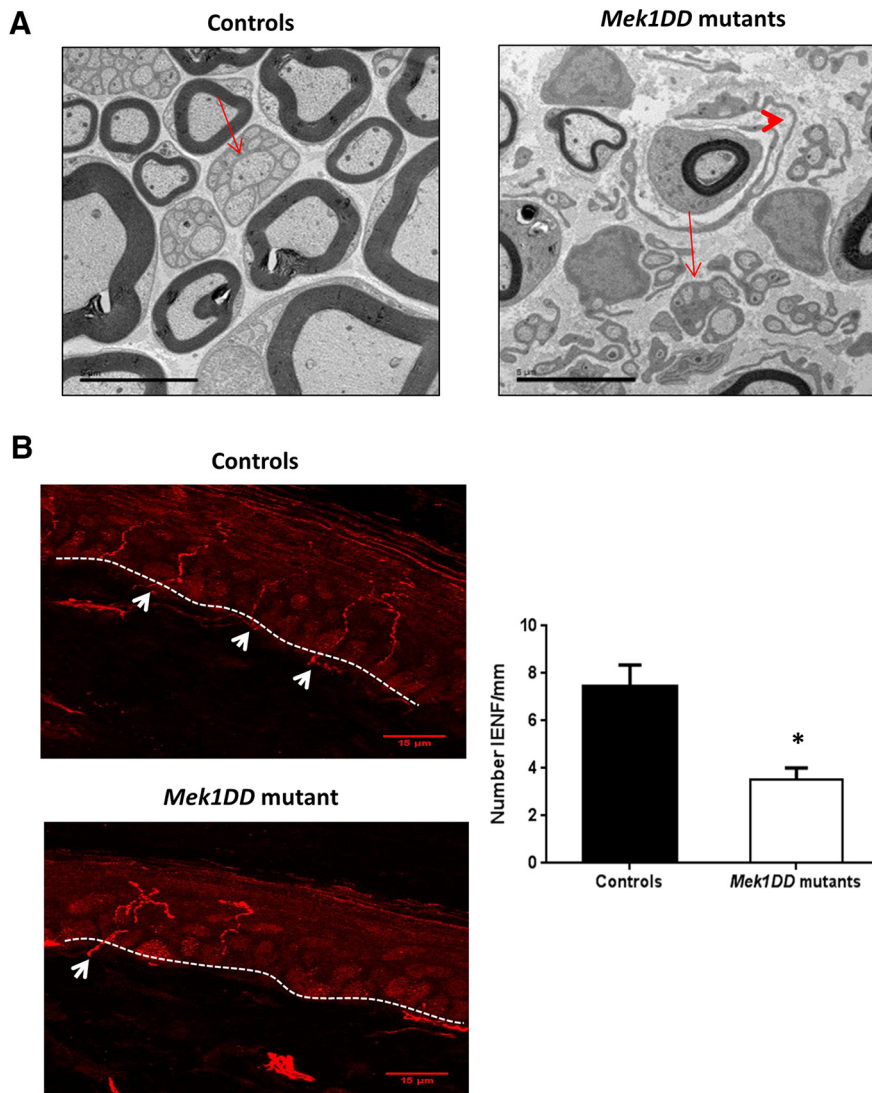 A
Controls
Mek1DD mutants
5 µm
5 µm
B
Controls
15 µm
Mek1DD mutant
15 µm
Number IENF/mm
8
6
4
2
0
*
Controls
Mek1DD mutants